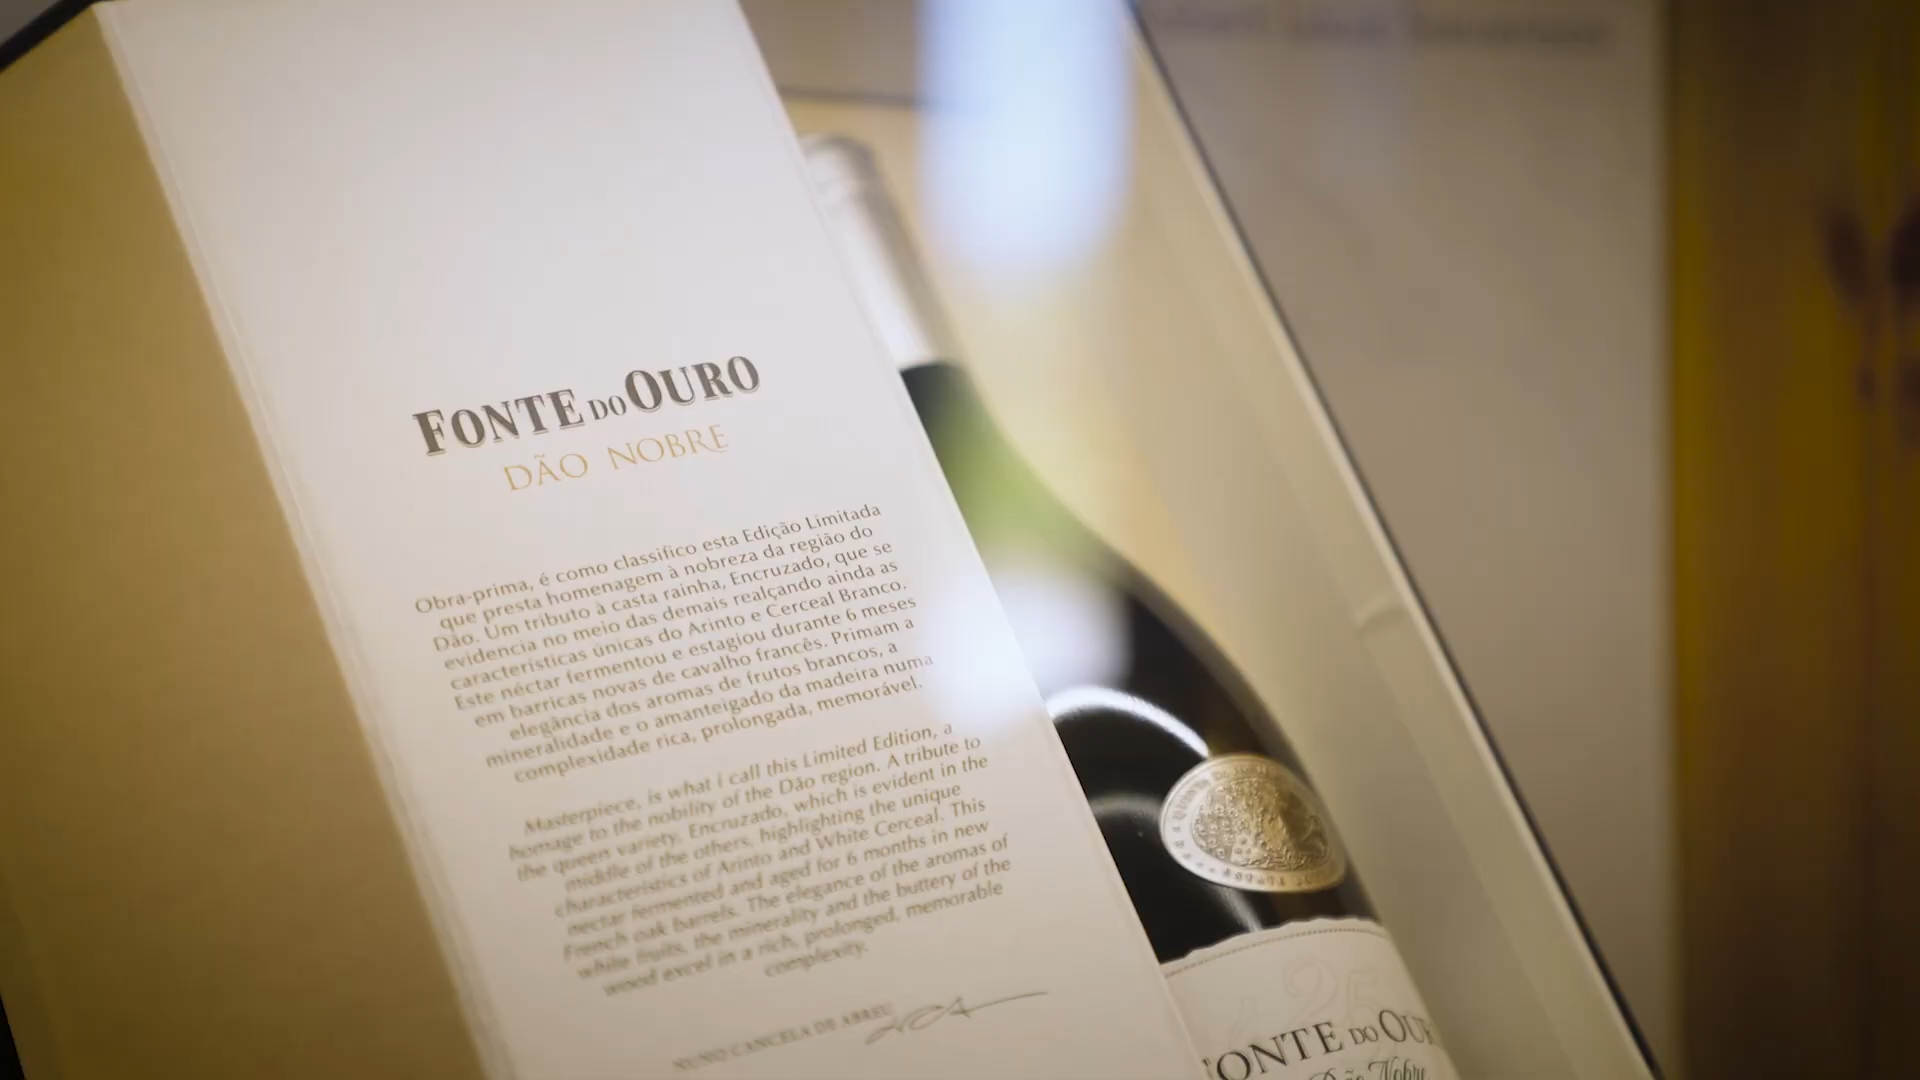 FONTE DO OURO
DÃO NOBRE
Obra-prima, é como classifico esta Edição Limitada
que presta homenagem à nobreza da região do
Dão. Um tributo à casta rainha, Encruzado, que se
evidencia no meio das demais realçando ainda as
características únicas do Arinto e Cerceal Branco.
Este néctar fermentou e estagiou durante 6 meses
em barricas novas de cavalho francês. Primam a
elegância dos aromas de frutos brancos, a
mineralidade e o amanteigado da madeira numa
complexidade rica, prolongada, memorável.
Masterpiece, is what i call this Limited Edition, a
homage to the nobility of the Dão region. A tribute to
the queen variety, Encruzado, which is evident in the
middle of the others, highlighting the unique
characteristics of Arinto and White Cerceal. This
nectar fermented and aged for 6 months in new
French oak barrels. The elegance of the aromas of
white fruits, the minerality and the buttery of the
wood excel in a rich, prolonged, memorable
complexity.
NUNO CANCELA DE ABREU
FONTE DO OU
Dão Nobre